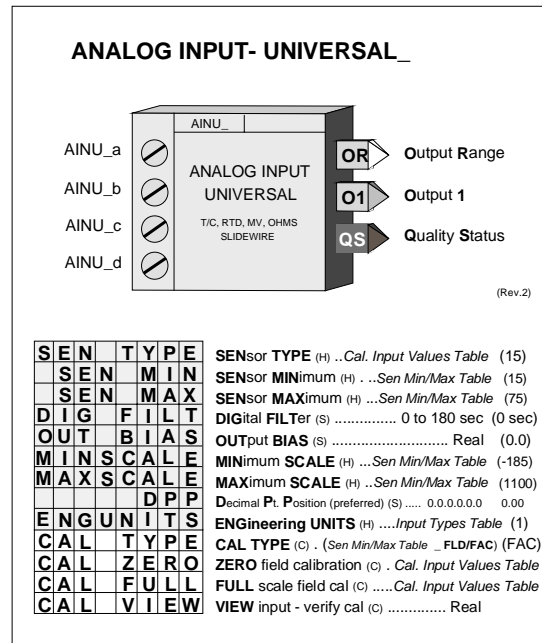 ANALOG INPUT- UNIVERSAL_
AINU_
AINU_a
AINU_b
AINU_c
AINU_d
ANALOG INPUT
UNIVERSAL
T/C, RTD, MV, OHMS
SLIDEWIRE
OR Output Range
O1 Output 1
QS Quality Status
(Rev.2)
SEN TYPE SENsor TYPE (H) ..Cal. Input Values Table (15)
SEN MIN SENsor MINimum (H) . ..Sen Min/Max Table (15)
SEN MAX SENsor MAXimum (H) ...Sen Min/Max Table (75)
DIG FILT DIGital FILTer (S) ............... 0 to 180 sec (0 sec)
OUT BIAS OUTput BIAS (S) ............................ Real (0.0)
MINSCALE MINimum SCALE (H) ...Sen Min/Max Table (-185)
MAXSCALE MAXimum SCALE (H) ..Sen Min/Max Table (1100)
DPP Decimal Pt. Position (preferred) (S) ..... 0.0.0.0.0.0 0.00
ENGUNITS ENGineering UNITS (H) ....Input Types Table (1)
CAL TYPE CAL TYPE (C) . (Sen Min/Max Table _ FLD/FAC) (FAC)
CAL ZERO ZERO field calibration (C) . Cal. Input Values Table
CAL FULL FULL scale field cal (C) .....Cal. Input Values Table
CAL VIEW VIEW input - verify cal (C) .............. Real